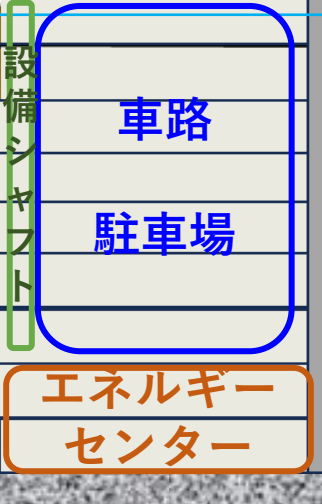 設備シャフト
車路
駐車場
エネルギー
センター